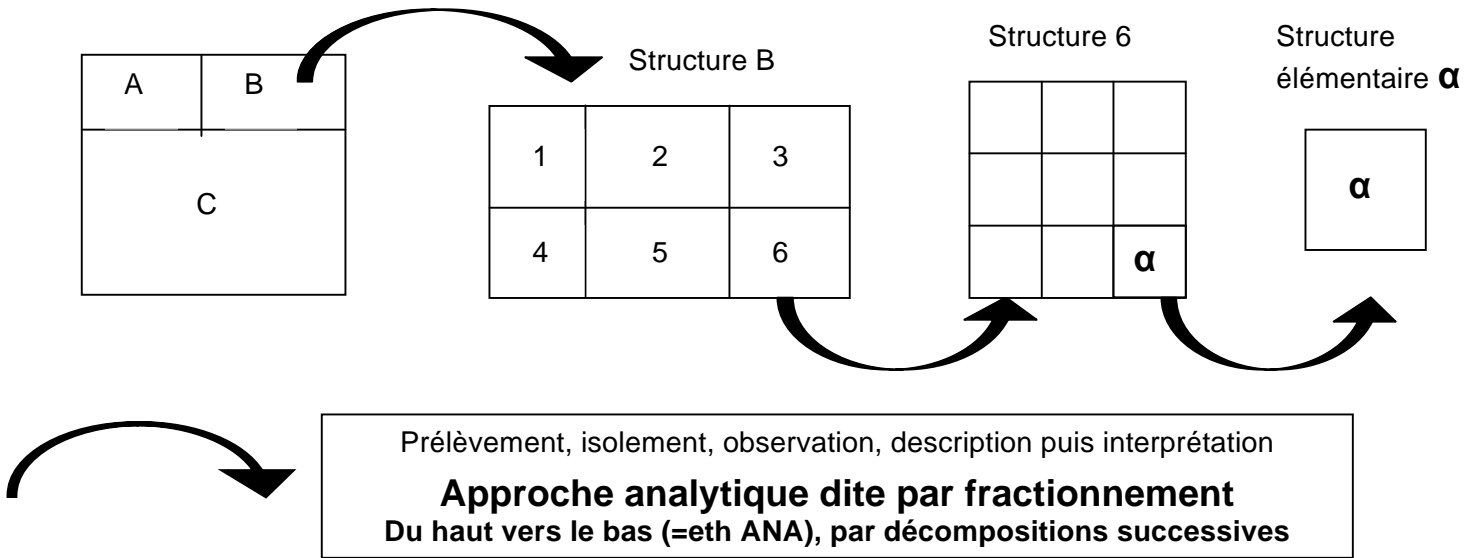 A
B
C
Structure B
1
2
3
4
5
6
Structure 6
α
Structure
élémentaire α
α
Prélèvement, isolement, observation, description puis interprétation
Approche analytique dite par fractionnement
Du haut vers le bas (=eth ANA), par décompositions successives